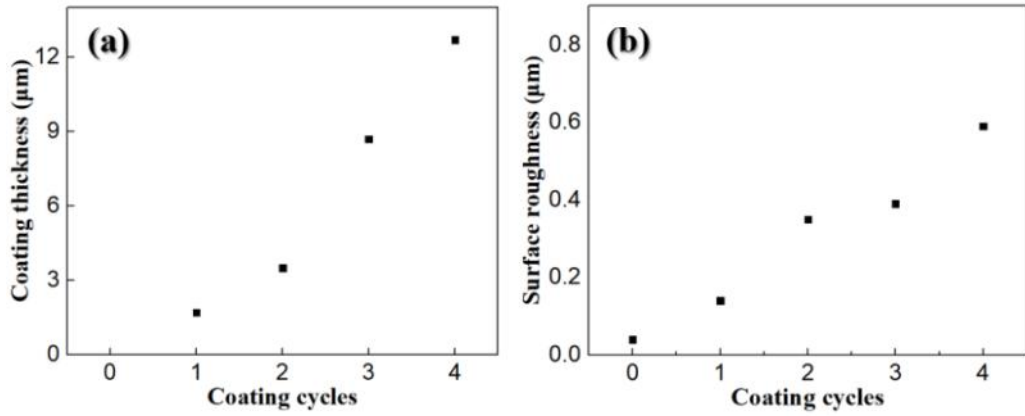 (a)
Coating thickness (μm)
12
9
6
3
0
0 1 2 3 4
Coating cycles
(b)
Surface roughness (μm)
0.8
0.6
0.4
0.2
0.0
0 1 2 3 4
Coating cycles